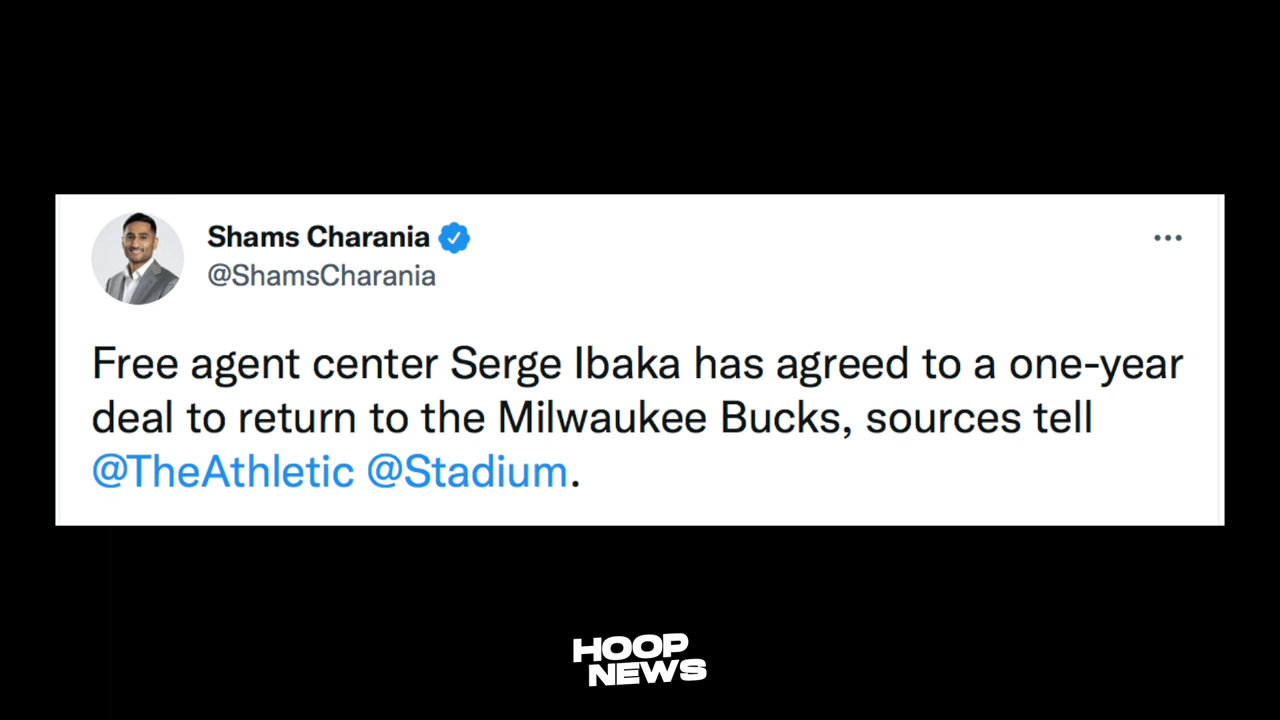 Shams Charania
@ShamsCharania
Free agent center Serge Ibaka has agreed to a one-year
deal to return to the Milwaukee Bucks, sources tell
@TheAthletic @Stadium.
HOOP
NEWS